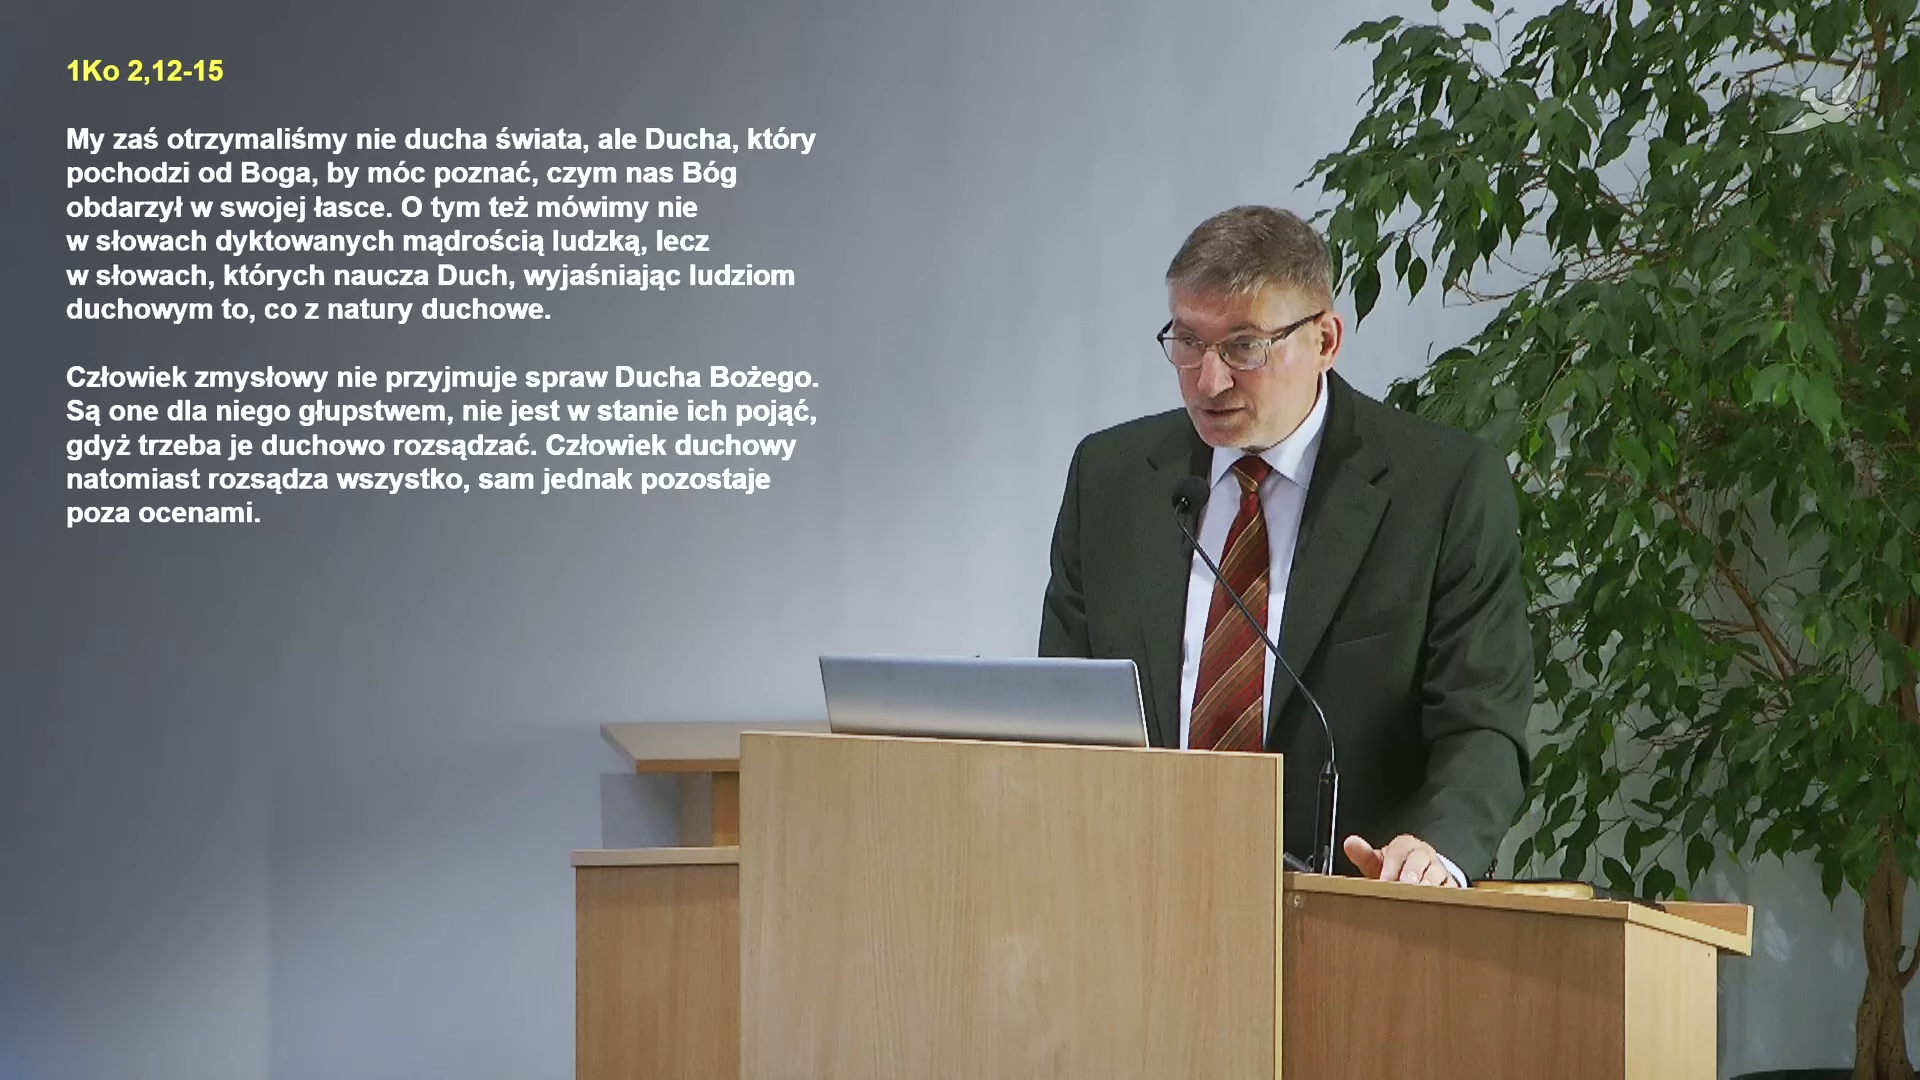 1Ko 2,12-15
My zaś otrzymaliśmy nie ducha świata, ale Ducha, który
pochodzi od Boga, by móc poznać, czym nas Bóg
obdarzył w swojej łasce. O tym też mówimy nie
w słowach dyktowanych mądrością ludzką, lecz
w słowach, których naucza Duch, wyjaśniając ludziom
duchowym to, co z natury duchowe.
Człowiek zmysłowy nie przyjmuje spraw Ducha Bożego.
Są one dla niego głupstwem, nie jest w stanie ich pojąć,
gdyż trzeba je duchowo rozsądzać. Człowiek duchowy
natomiast rozsądza wszystko, sam jednak pozostaje
poza ocenami.